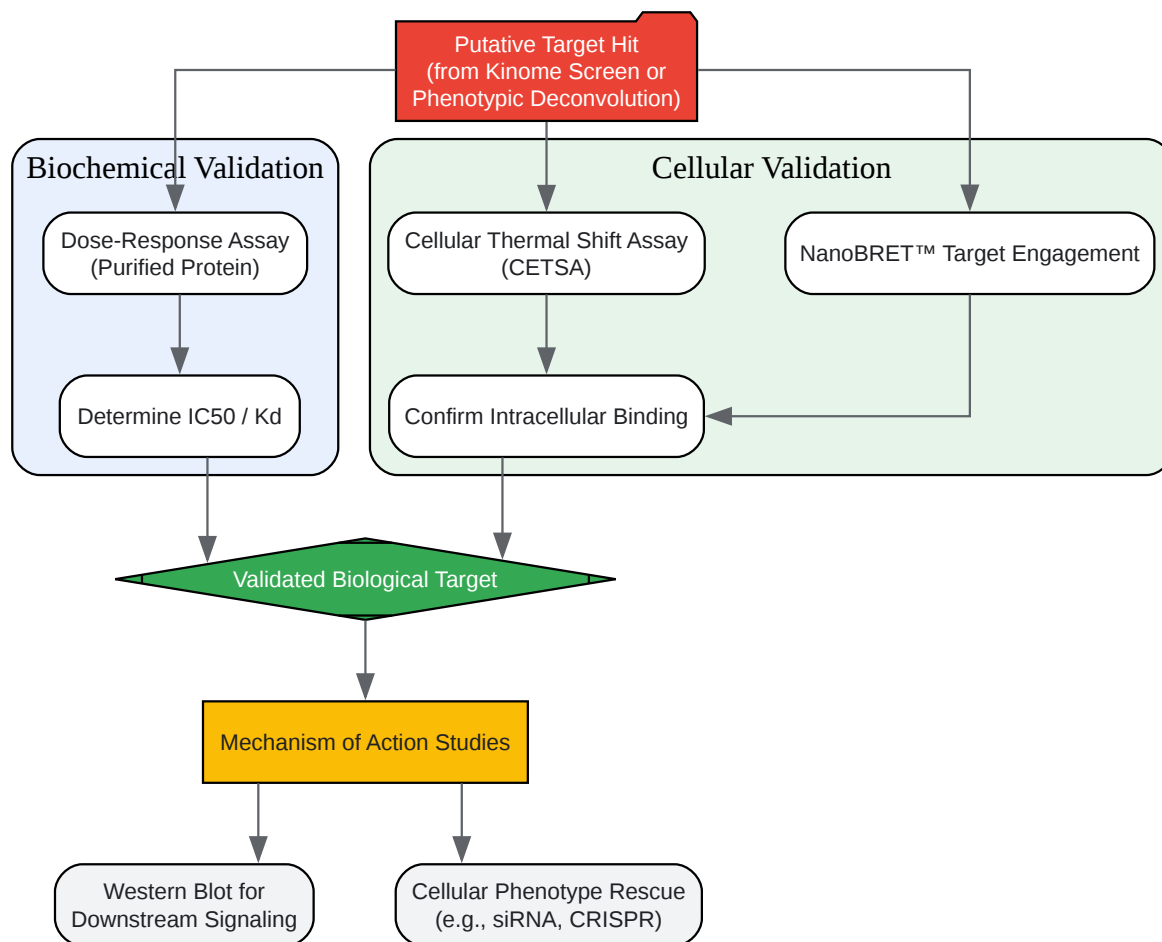 Putative Target Hit
(from Kinome Screen or
Phenotypic Deconvolution)
Biochemical Validation
Cellular Validation
Dose-Response Assay
(Purified Protein)
Cellular Thermal Shift Assay
(CETSA)
NanoBRET™ Target Engagement
Determine IC50 / Kd
Confirm Intracellular Binding
Validated Biological Target
Mechanism of Action Studies
Western Blot for
Downstream Signaling
Cellular Phenotype Rescue
(e.g., siRNA, CRISPR)